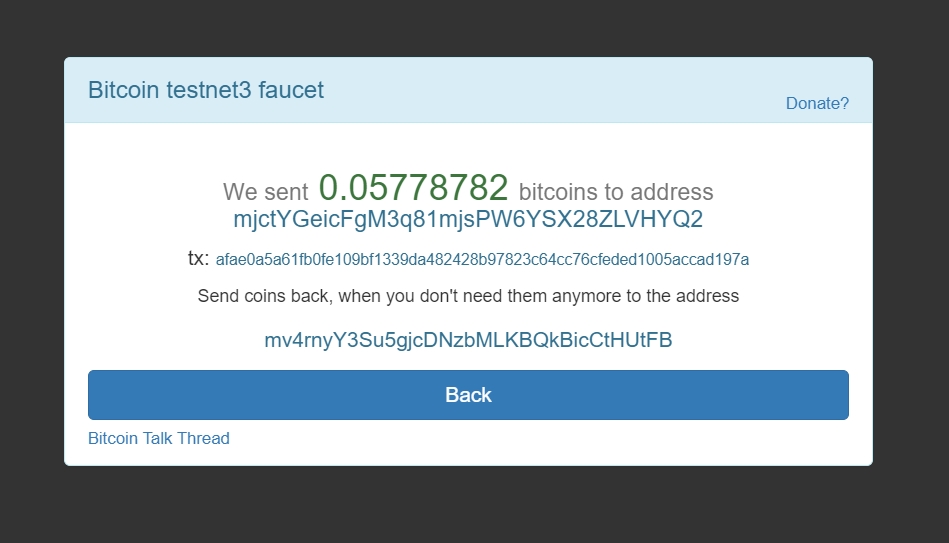 Bitcoin testnet3 faucet
Donate?
We sent 0.05778782 bitcoins to address
mjctYGeicFgM3q81mjsPW6YSX28ZLVHYQ2
tx: afae0a5a61fb0fe109bf1339da482428b97823c64cc76cfeded1005accad197a
Send coins back, when you don't need them anymore to the address
mv4rnyY3Su5gjcDNzbMLKBQkBicCtHUtFB
Back
Bitcoin Talk Thread